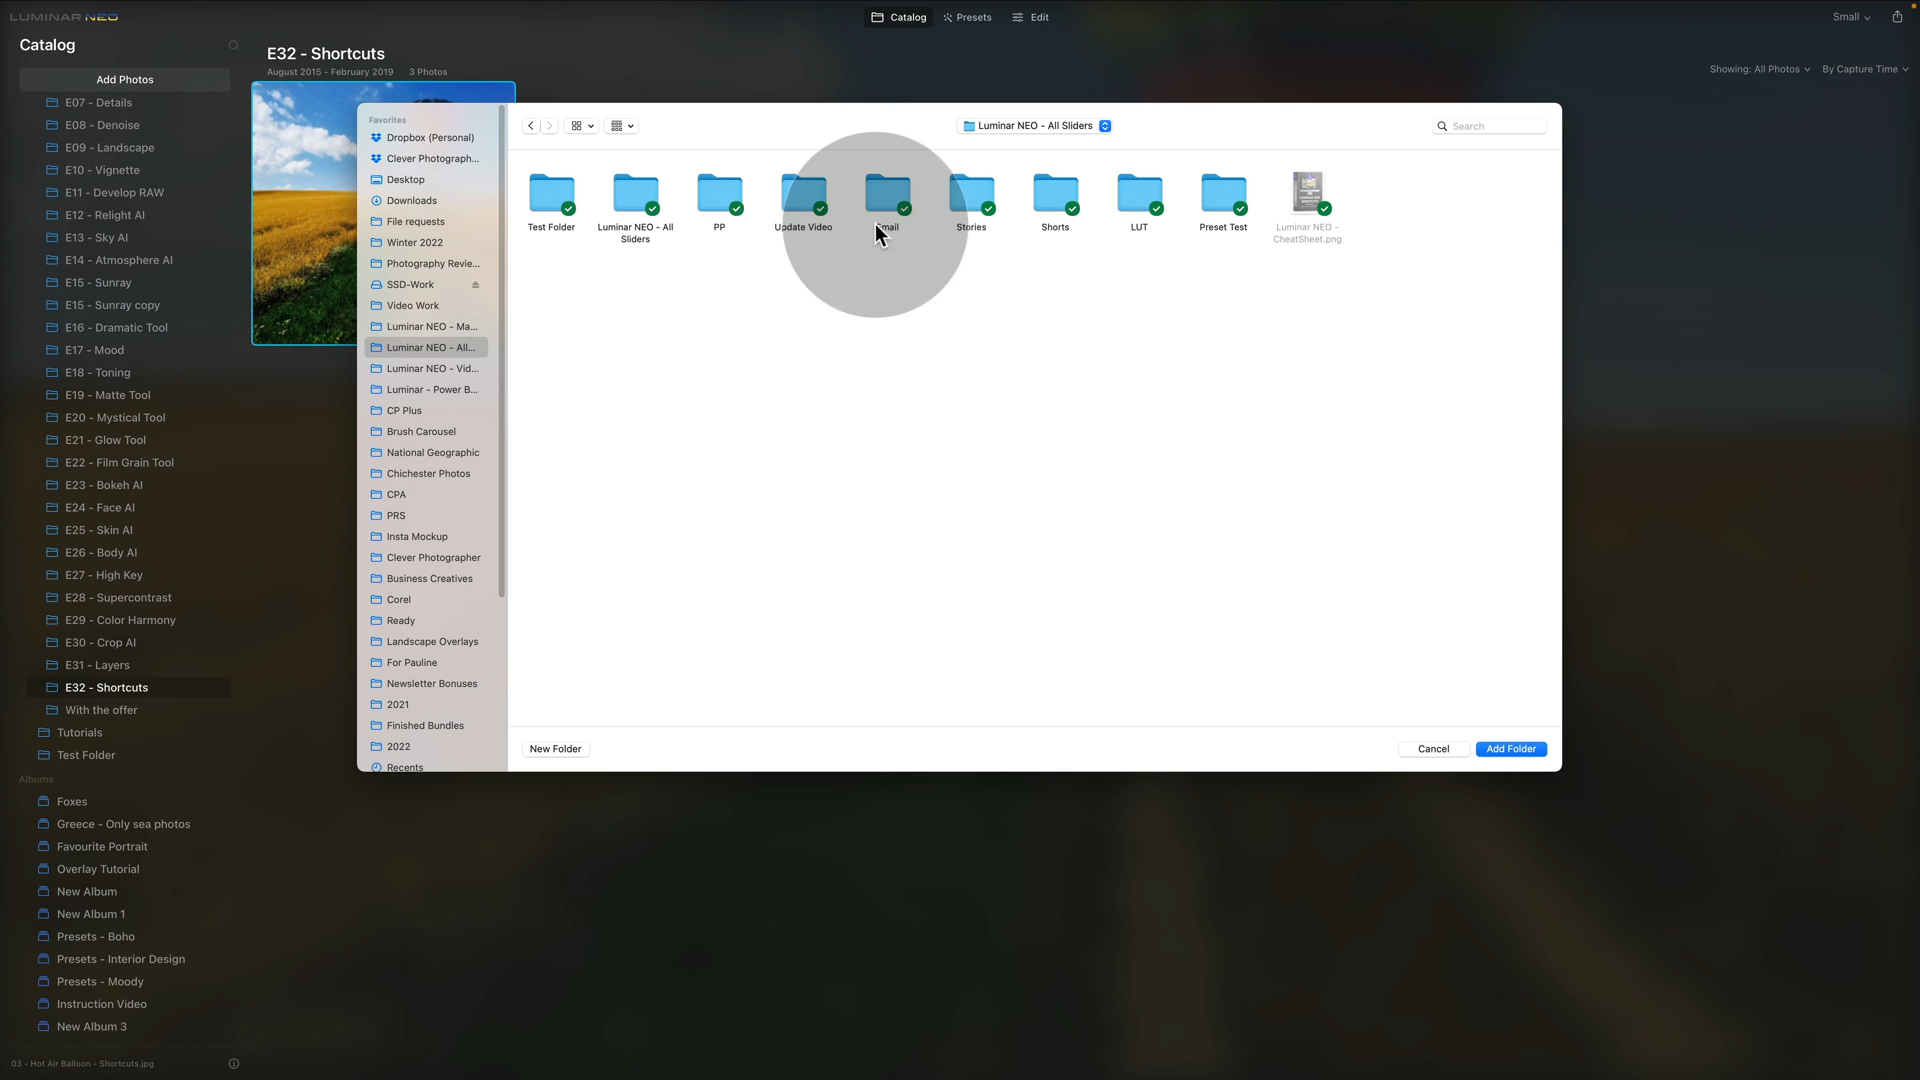 LUMINAR NEO
Catalog
Presets
Edit
Small
Catalog
Add Photos
E07 - Details
E08 - Denoise
E09 - Landscape
E10 - Vignette
E11 - Develop RAW
E12 - Relight AI
E13 - Sky AI
E14 - Atmosphere AI
E15 - Sunray
E15 - Sunray copy
E16 - Dramatic Tool
E17 - Mood
E18 - Toning
E19 - Matte Tool
E20 - Mystical Tool
E21 - Glow Tool
E22 - Film Grain Tool
E23 - Bokeh AI
E24 - Face AI
E25 - Skin AI
E26 - Body AI
E27 - High Key
E28 - Supercontrast
E29 - Color Harmony
E30 - Crop AI
E31 - Layers
E32 - Shortcuts
With the offer
Tutorials
Test Folder
Albums
Foxes
Greece - Only sea photos
Favourite Portrait
Overlay Tutorial
New Album
New Album 1
Presets - Boho
Presets - Interior Design
Presets - Moody
Instruction Video
New Album 3
03 - Hot Air Balloon - Shortcuts.jpg
E32 - Shortcuts
August 2015 - February 2019 3 Photos
Showing: All Photos
By Capture Time
Favorites
Dropbox (Personal)
Clever Photograph...
Desktop
Downloads
File requests
Winter 2022
Photography Revie...
SSD-Work
Video Work
Luminar NEO - Ma...
Luminar NEO - All...
Luminar NEO - Vid...
Luminar - Power B...
CP Plus
Brush Carousel
National Geographic
Chichester Photos
CPA
PRS
Insta Mockup
Clever Photographer
Business Creatives
Corel
Ready
Landscape Overlays
For Pauline
Newsletter Bonuses
2021
Finished Bundles
2022
Recents
Luminar NEO - All Sliders
Search
Test Folder
Luminar NEO - All
Sliders
PP
Update Video
Email
Stories
Shorts
LUT
Preset Test
Luminar NEO -
CheatSheet.png
New Folder
Cancel
Add Folder